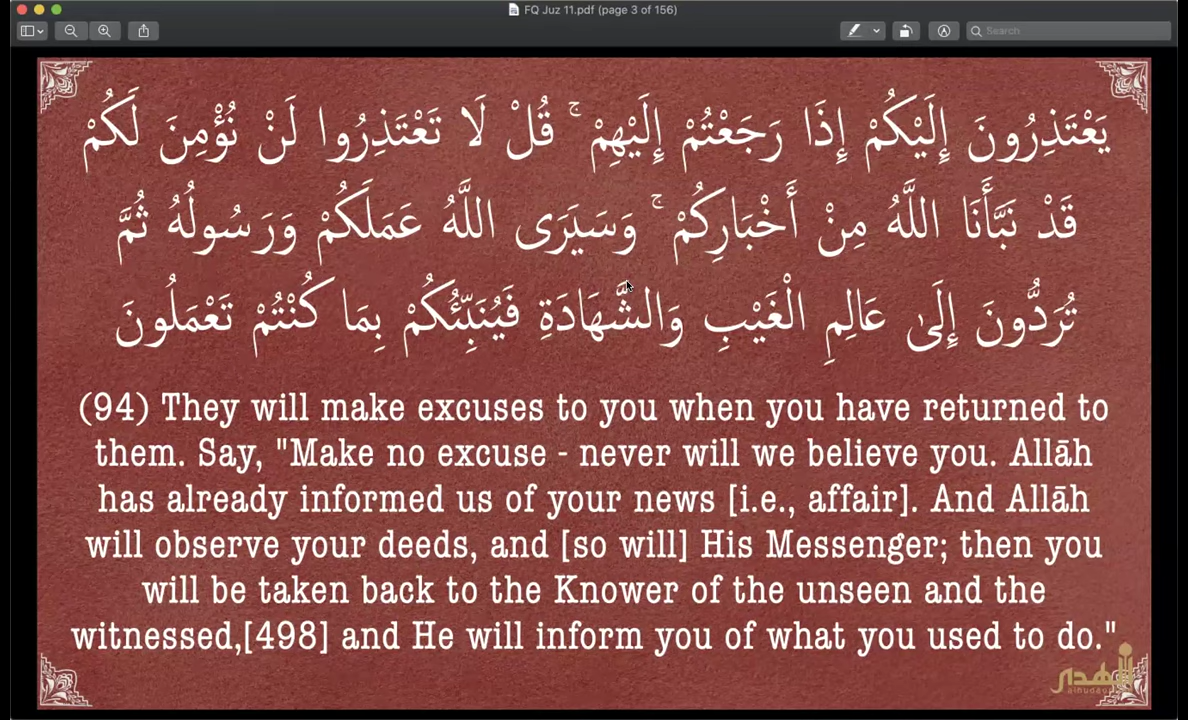 FQ Juz 11.pdf (page 3 of 156)
Search
يَعْتَذِرُونَ إِلَيْكُمْ إِذَا رَجَعْتُمْ إِلَيْهِمْ ۚ قُلْ لَا تَعْتَذِرُوا لَنْ نُؤْمِنَ لَكُمْ
قَدْ نَبَّأَنَا اللَّهُ مِنْ أَخْبَارِكُمْ ۚ وَسَيَرَى اللَّهُ عَمَلَكُمْ وَرَسُولُهُ ثُمَّ
تُرَدُّونَ إِلَىٰ عَالِمِ الْغَيْبِ وَالشَّهَادَةِ فَيُنَبِّئُكُمْ بِمَا كُنْتُمْ تَعْمَلُونَ
(94) They will make excuses to you when you have returned to
them. Say, "Make no excuse - never will we believe you. Allāh
has already informed us of your news [i.e., affair]. And Allāh
will observe your deeds, and [so will] His Messenger; then you
will be taken back to the Knower of the unseen and the
witnessed,[498] and He will inform you of what you used to do."
الهدى